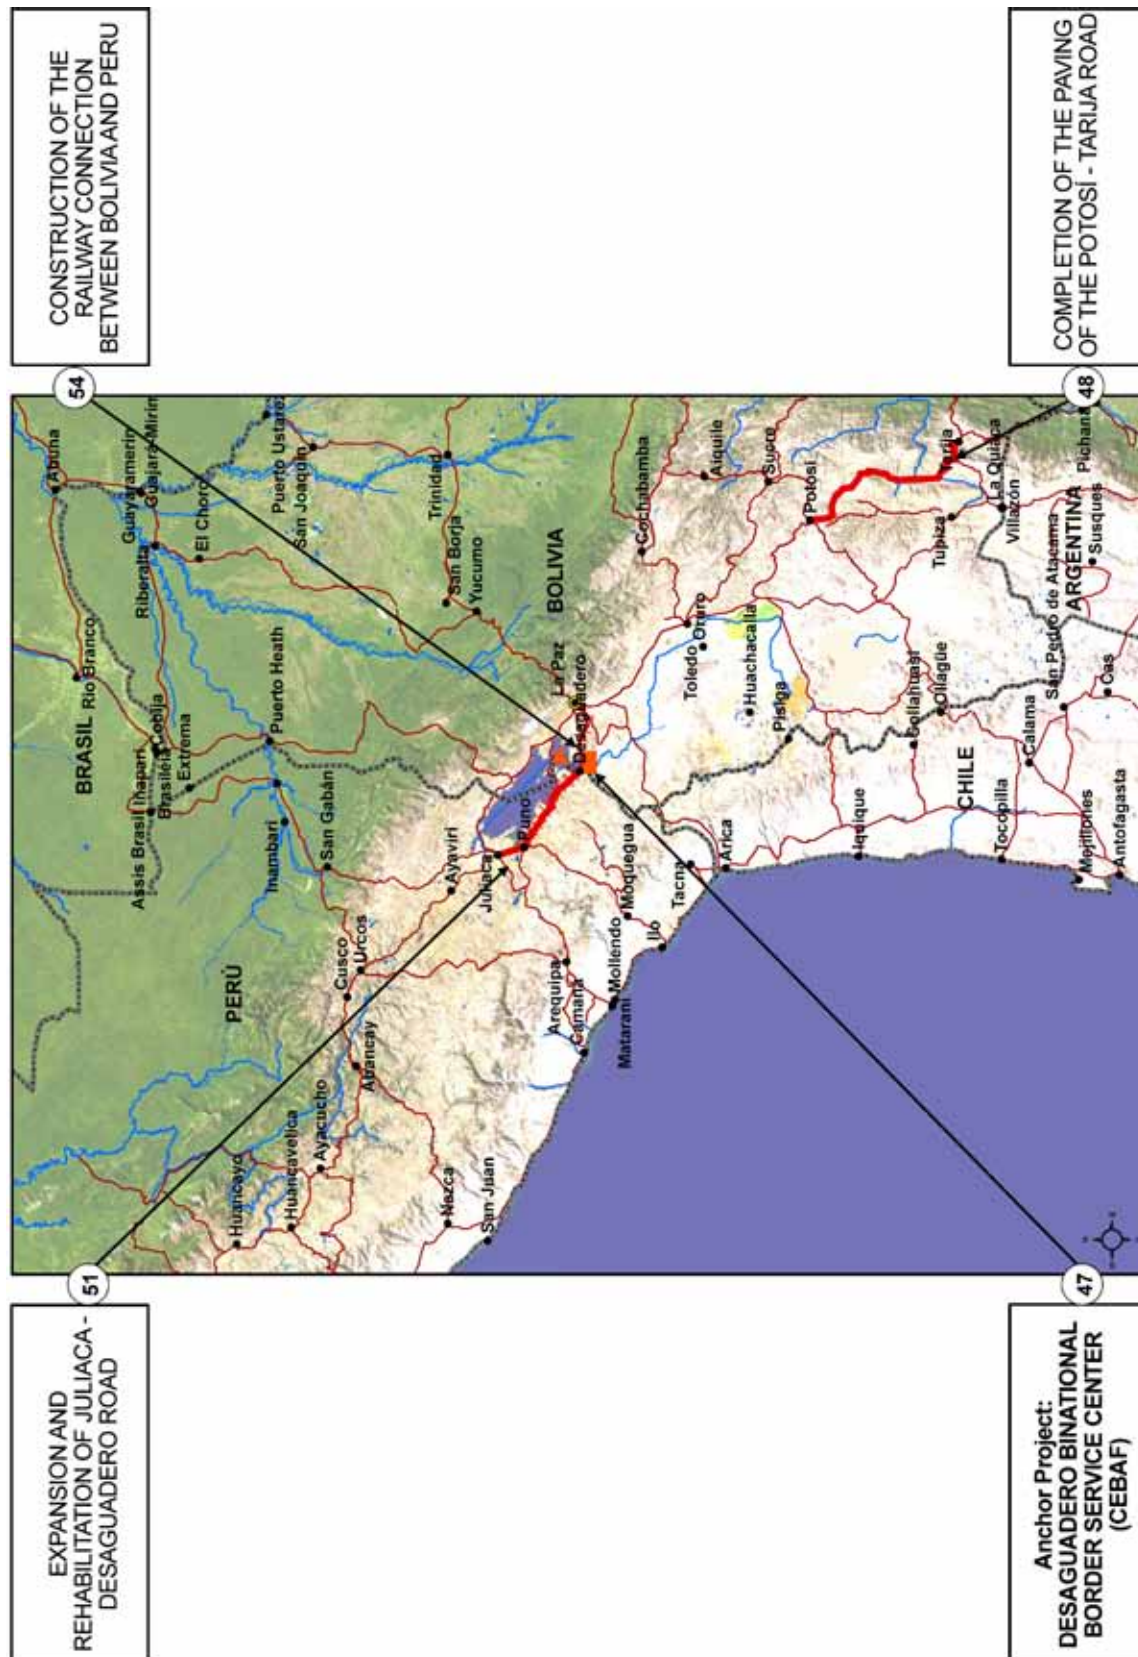 EXPANSION AND
REHABILITATION OF JULIACA -
DESAGUADERO ROAD
51
CONSTRUCTION OF THE
RAILWAY CONNECTION
BETWEEN BOLIVIA AND PERU
54
Abuna
Rio Branco
BRASIL
Guayaramerin
Guajará-Mirim
Riberalta
El Choro
Assis Brasil
Iñapari
Brasileia
Cobija
Extrema
Puerto Ustarez
San Joaquin
Puerto Heath
Inambari
San Gabán
PERÚ
Huancayo
Huancavelica
Ayacucho
Abancay
Cusco
Urcos
Trinidad
San Borja
Yucumo
Ayaviri
Juliaca
Puno
Nazca
San Juan
BOLIVIA
La Paz
Desaguadero
Arequipa
Camaná
Matarani
Mollendo
Moquegua
Ilo
Tacna
Arica
Cochabamba
Aiquile
Sucre
Oruro
Toledo
Huachacalla
Pisiga
Potosi
Iquique
Collahuasi
Ollagüe
Tarija
Tupiza
La Quiaca
Villazón
CHILE
Tocopilla
Calama
San Pedro de Atacama
ARGENTINA
Susques
Pichana
Mejillones
Antofagasta
Cas
47
Anchor Project:
DESAGUADERO BINATIONAL
BORDER SERVICE CENTER
(CEBAF)
48
COMPLETION OF THE PAVING
OF THE POTOSÍ - TARIJA ROAD